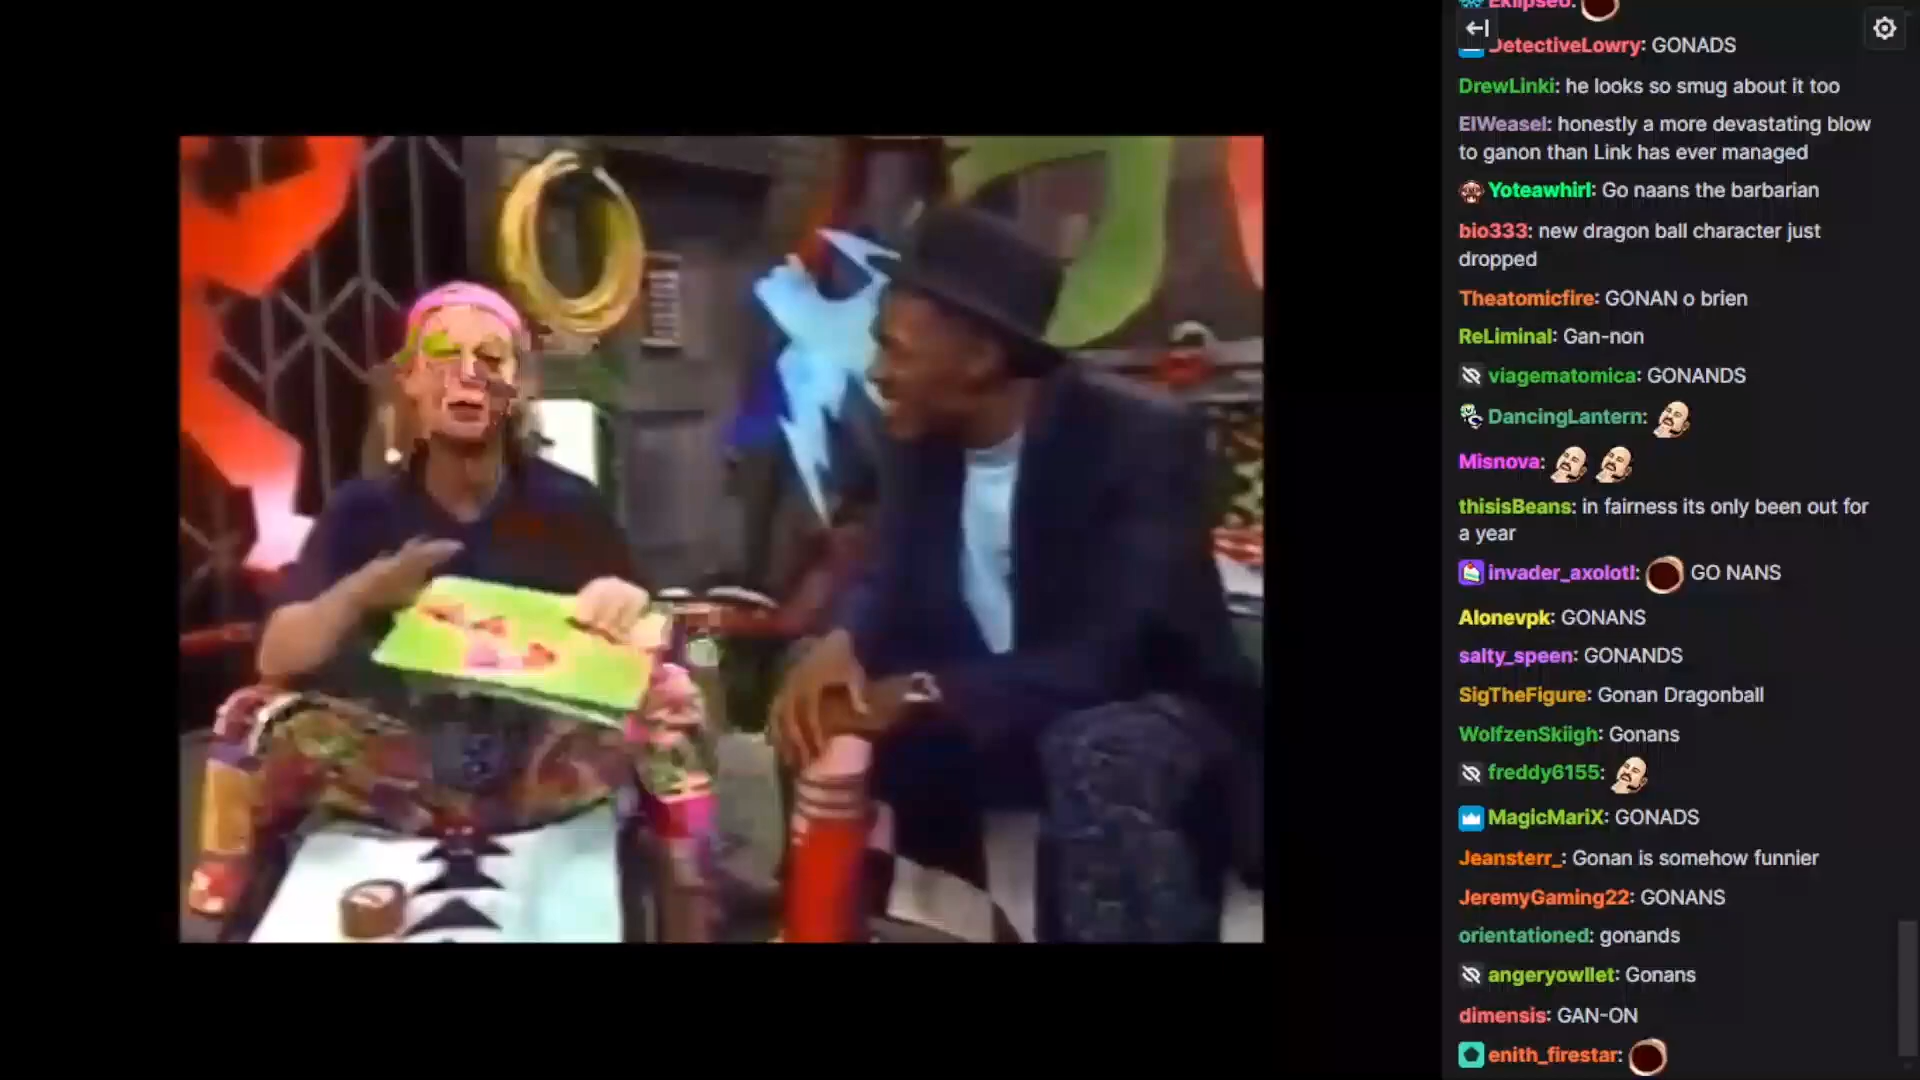 Eklipse6:
DetectiveLowry: GONADS
DrewLinki: he looks so smug about it too
ElWeasel: honestly a more devastating blow
to ganon than Link has ever managed
Yoteawhirl: Go naans the barbarian
bio333: new dragon ball character just
dropped
Theatomicfire: GONAN o brien
ReLiminal: Gan-non
viagematomica: GONANDS
DancingLantern:
Misnova:
thisisBeans: in fairness its only been out for
a year
invader_axolotl: GO NANS
Alonevpk: GONANS
salty_speen: GONANDS
SigTheFigure: Gonan Dragonball
WolfzenSkiigh: Gonans
freddy6155:
MagicMariX: GONADS
Jeansterr_: Gonan is somehow funnier
JeremyGaming22: GONANS
orientationed: gonands
angeryowllet: Gonans
dimensis: GAN-ON
enith_firestar: